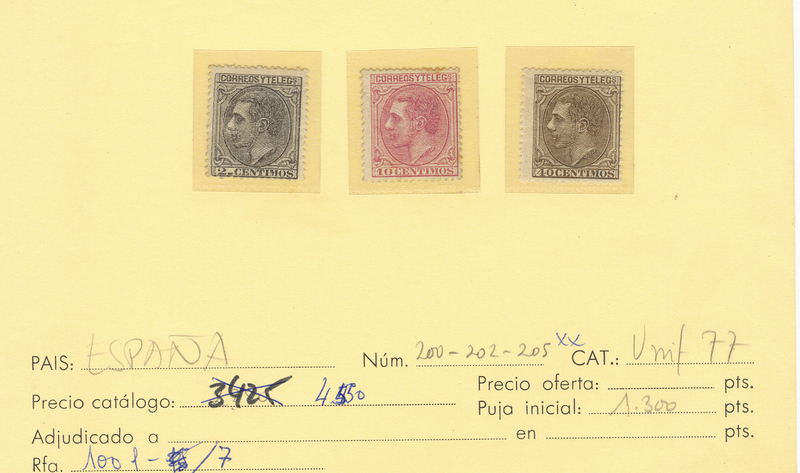 CORREOS Y TELEGS
2 CENTIMOS
CORREOS Y TELEGS
10 CENTIMOS
CORREOS Y TELEGS
40 CENTIMOS
PAIS: ESPAÑA Núm. 200-202-205 xx CAT.: Unif 77
Precio catálogo: 3425
Precio oferta: pts.
Puja inicial: 1.300 pts.
Adjudicado a en pts.
Rfa. 1001- /7